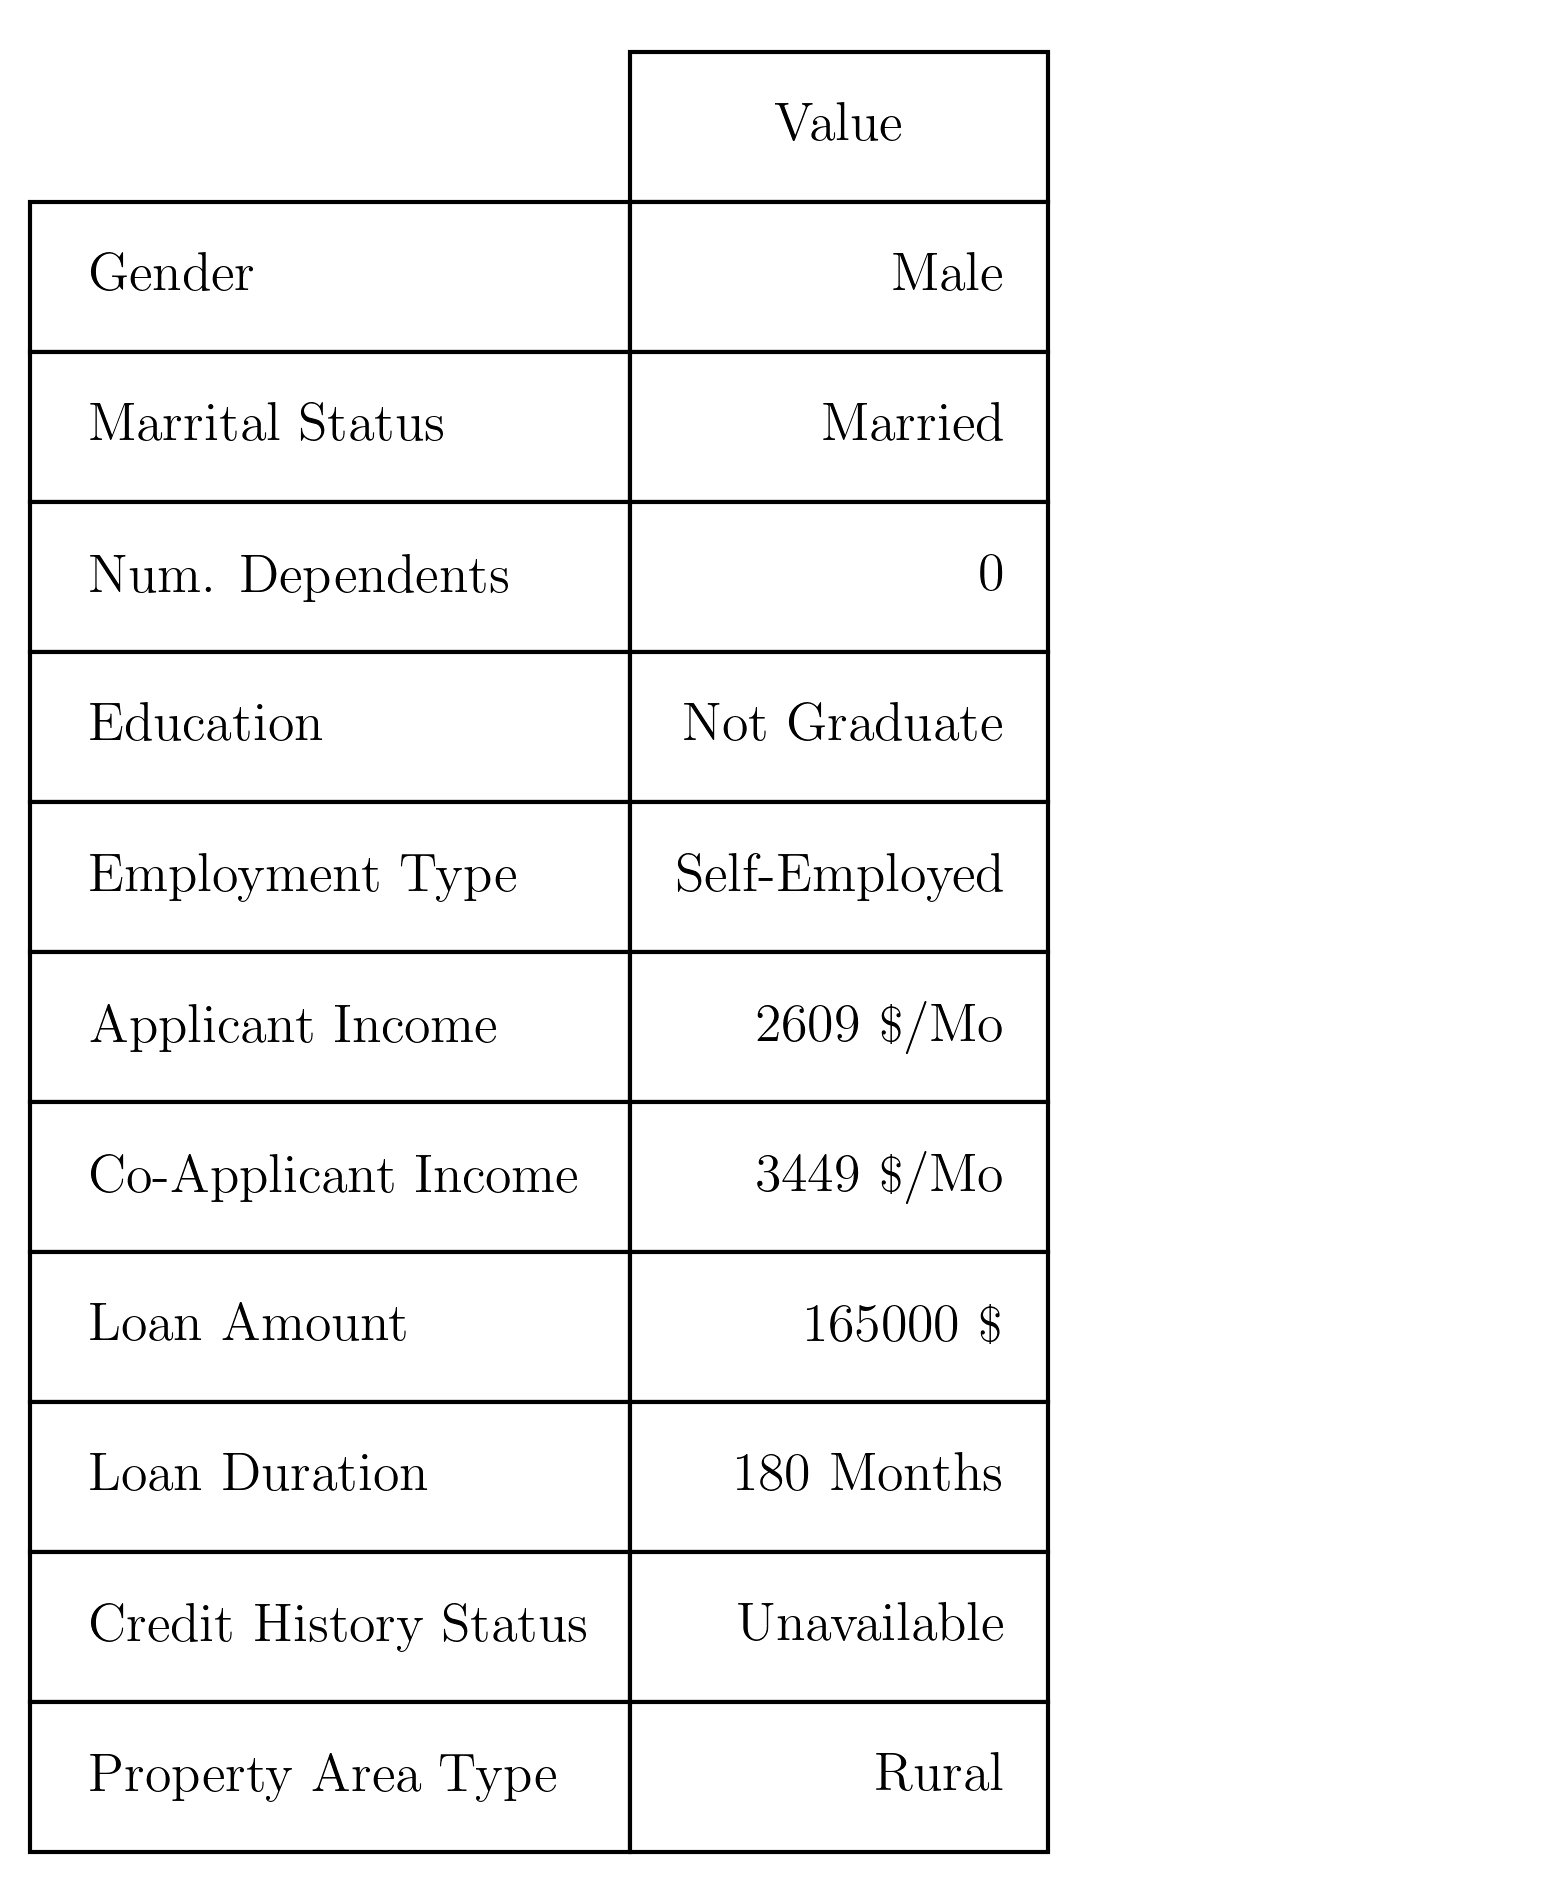 Value
Gender Male
Marrital Status Married
Num. Dependents 0
Education Not Graduate
Employment Type Self-Employed
Applicant Income 2609 $/Mo
Co-Applicant Income 3449 $/Mo
Loan Amount 165000 $
Loan Duration 180 Months
Credit History Status Unavailable
Property Area Type Rural